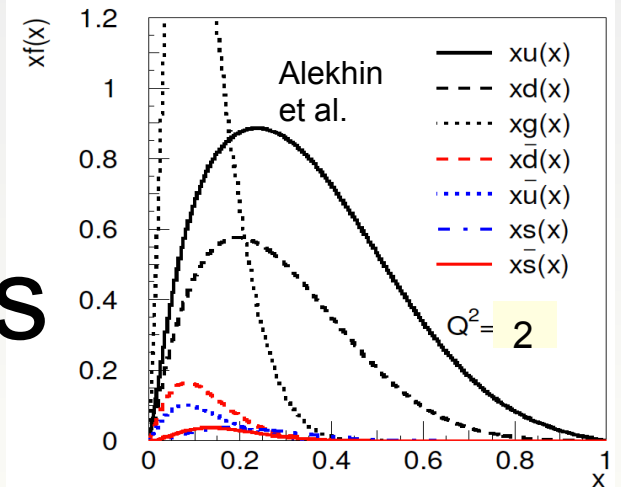 xf(x)
1.2
1
0.8
0.6
0.4
0.2
0
0 0.2 0.4 0.6 0.8 1
x
Alekhin
et al.
xu(x)
xd(x)
xg(x)
xd̄(x)
xū(x)
xs(x)
xs̄(x)
Q²= 2
s